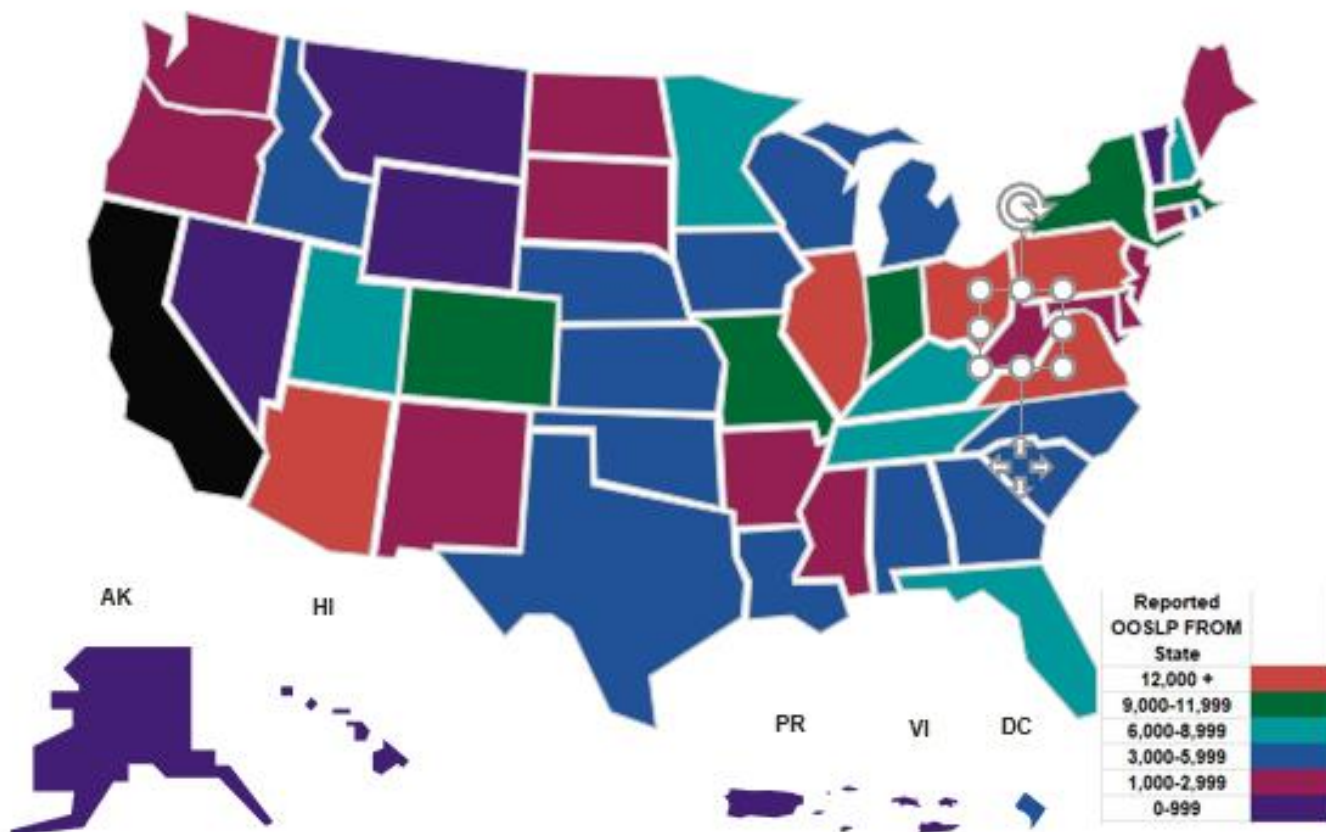 AK
HI
PR
VI
DC
Reported
OOSLP FROM
State
12,000 +
9,000-11,999
6,000-8,999
3,000-5,999
1,000-2,999
0-999